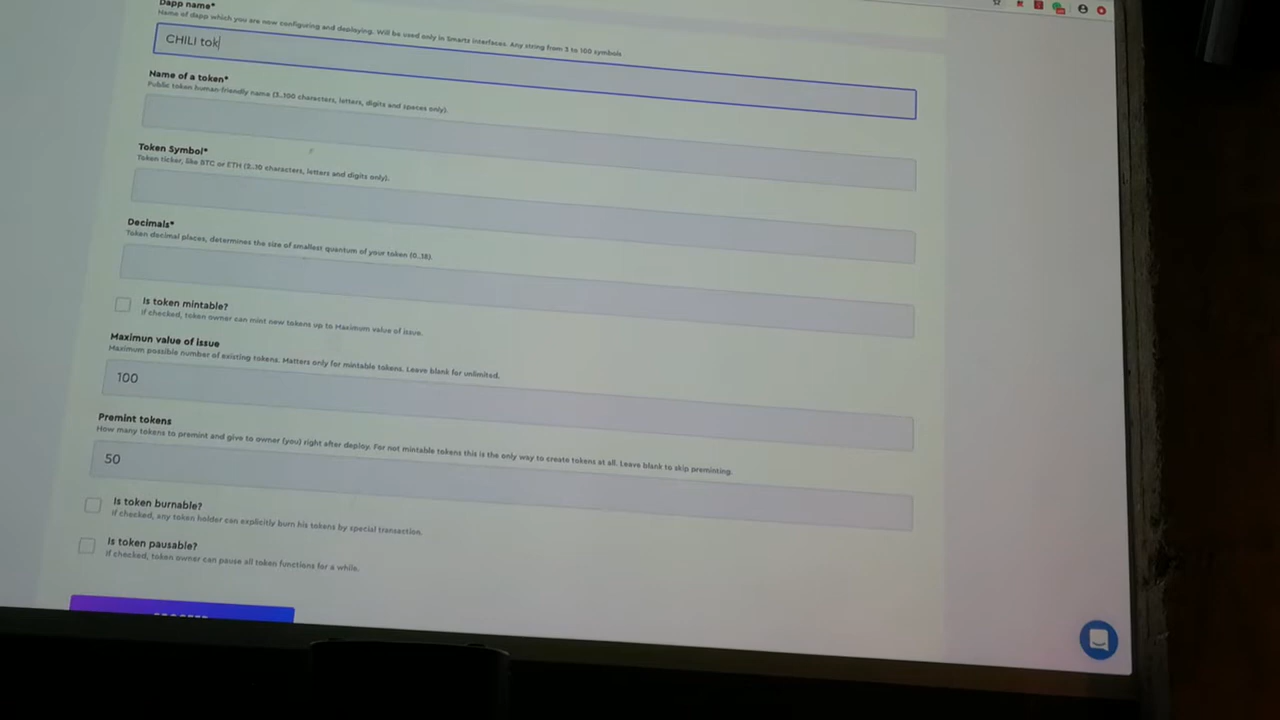 Dapp name*
Name of dapp which you are now configuring and deploying. Will be used only in Smartz interfaces. Any string from 3 to 100 symbols
CHILI tok
Name of a token*
Public token human-friendly name (3..100 characters, letters, digits and spaces only).
Token Symbol*
Token ticker, like BTC or ETH (2..10 characters, letters and digits only).
Decimals*
Token decimal places, determines the size of smallest quantum of your token (0..18).
Is token mintable?
If checked, token owner can mint new tokens up to Maximum value of issue.
Maximun value of issue
Maximum possible number of existing tokens. Matters only for mintable tokens. Leave blank for unlimited.
100
Premint tokens
How many tokens to premint and give to owner (you) right after deploy. For not mintable tokens this is the only way to create tokens at all. Leave blank to skip preminting.
50
Is token burnable?
If checked, any token holder can explicitly burn his tokens by special transaction.
Is token pausable?
If checked, token owner can pause all token functions for a while.